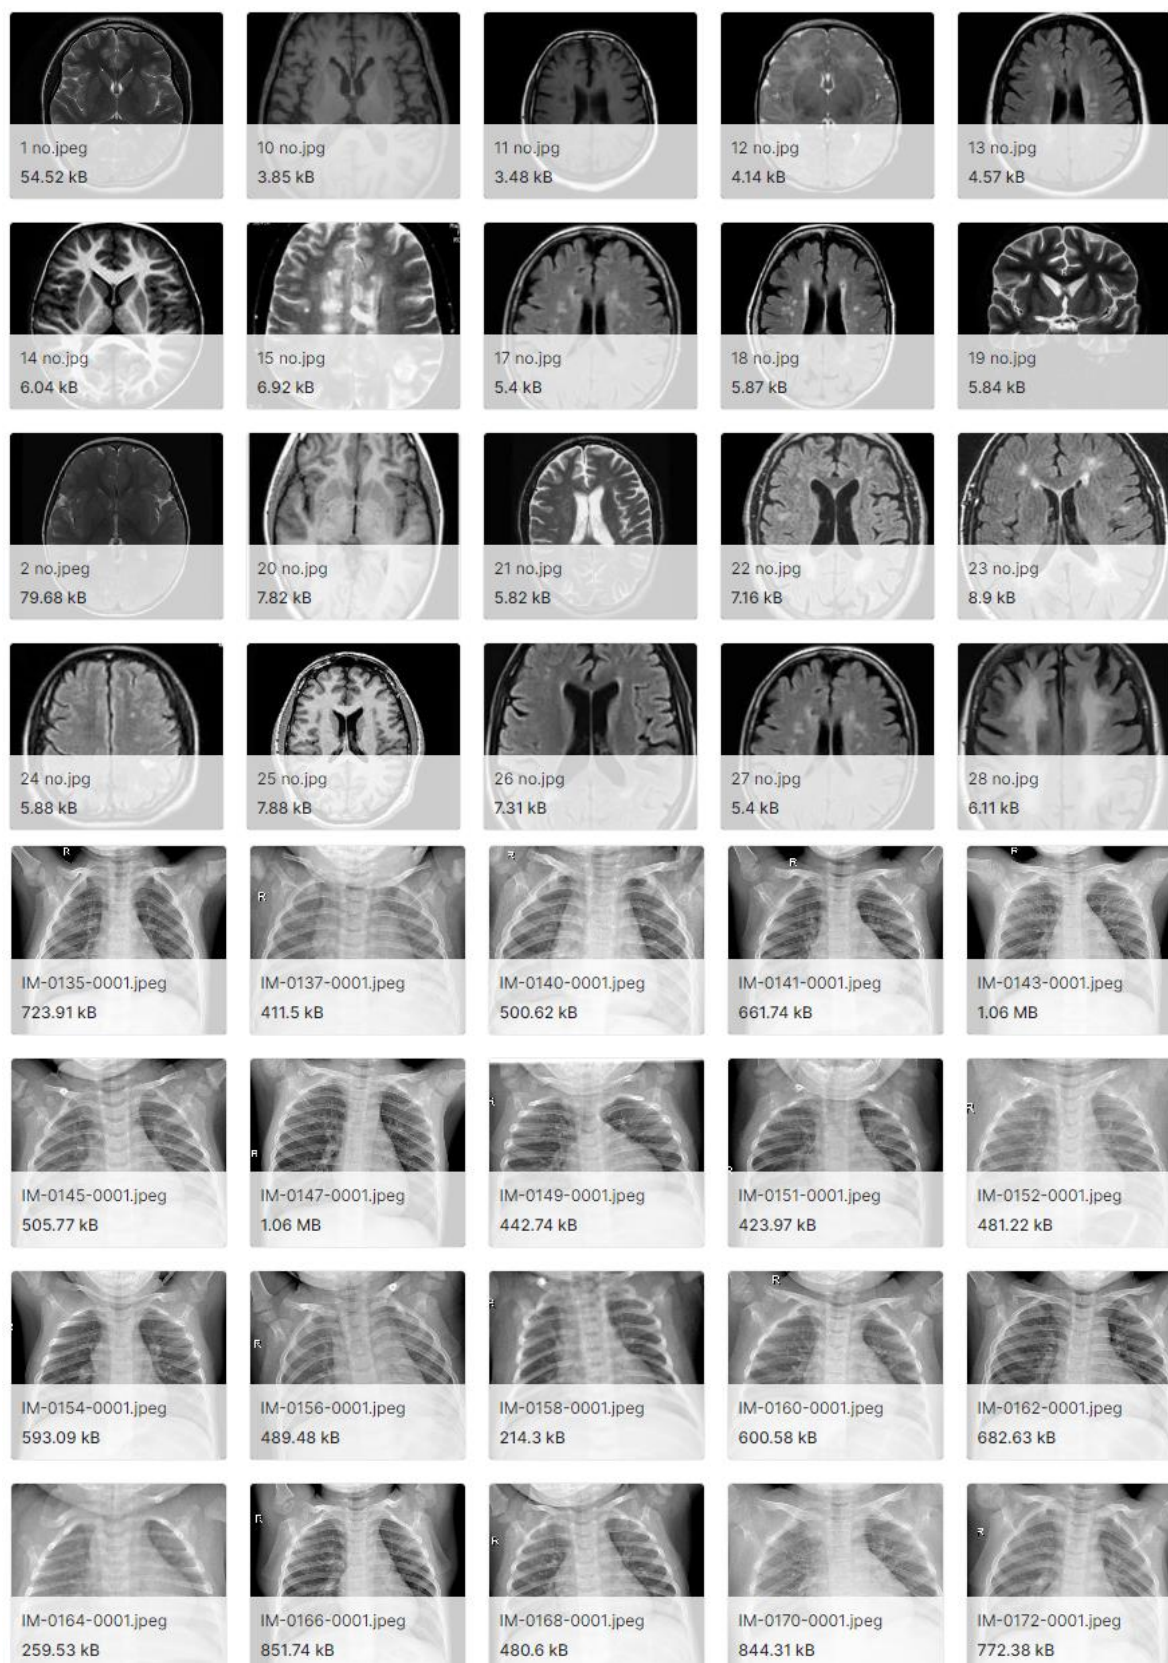 1 no.jpeg
54.52 kB
10 no.jpg
3.85 kB
11 no.jpg
3.48 kB
12 no.jpg
4.14 kB
13 no.jpg
4.57 kB
14 no.jpg
6.04 kB
15 no.jpg
6.92 kB
17 no.jpg
5.4 kB
18 no.jpg
5.87 kB
R
19 no.jpg
5.84 kB
2 no.jpeg
79.68 kB
20 no.jpg
7.82 kB
21 no.jpg
5.82 kB
22 no.jpg
7.16 kB
23 no.jpg
8.9 kB
24 no.jpg
5.88 kB
25 no.jpg
7.88 kB
26 no.jpg
7.31 kB
27 no.jpg
5.4 kB
28 no.jpg
6.11 kB
R
IM-0135-0001.jpeg
723.91 kB
R
IM-0137-0001.jpeg
411.5 kB
R
IM-0140-0001.jpeg
500.62 kB
R
IM-0141-0001.jpeg
661.74 kB
R
IM-0143-0001.jpeg
1.06 MB
IM-0145-0001.jpeg
505.77 kB
R
IM-0147-0001.jpeg
1.06 MB
R
IM-0149-0001.jpeg
442.74 kB
IM-0151-0001.jpeg
423.97 kB
R
IM-0152-0001.jpeg
481.22 kB
IM-0154-0001.jpeg
593.09 kB
R
IM-0156-0001.jpeg
489.48 kB
R
IM-0158-0001.jpeg
214.3 kB
R
IM-0160-0001.jpeg
600.58 kB
R
IM-0162-0001.jpeg
682.63 kB
IM-0164-0001.jpeg
259.53 kB
R
IM-0166-0001.jpeg
851.74 kB
R
IM-0168-0001.jpeg
480.6 kB
R
IM-0170-0001.jpeg
844.31 kB
R
IM-0172-0001.jpeg
772.38 kB